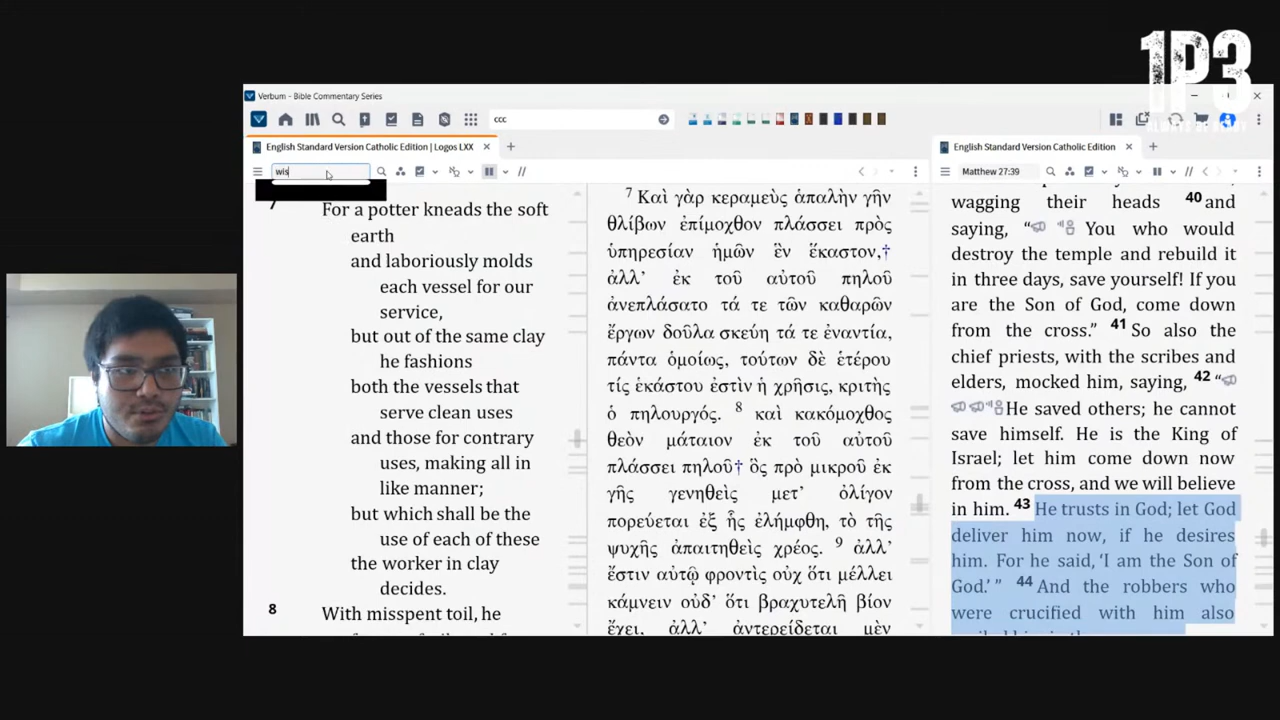 1P3
ALWAYS BE READY
Verbum - Bible Commentary Series
ccc
English Standard Version Catholic Edition | Logos LXX
wis
7
For a potter kneads the soft
earth
and laboriously molds
each vessel for our
service,
but out of the same clay
he fashions
both the vessels that
serve clean uses
and those for contrary
uses, making all in
like manner;
but which shall be the
use of each of these
the worker in clay
decides.
8
With misspent toil, he
7 Καὶ γὰρ κεραμεὺς ἁπαλὴν γῆν
θλίβων ἐπίμοχθον πλάσσει πρὸς
ὑπηρεσίαν ἡμῶν ἓν ἕκαστον,†
ἀλλʼ ἐκ τοῦ αὐτοῦ πηλοῦ
ἀνεπλάσατο τά τε τῶν καθαρῶν
ἔργων δοῦλα σκεύη τά τε ἐναντία,
πάντα ὁμοίως, τούτων δὲ ἑτέρου
τίς ἑκάστου ἐστὶν ἡ χρῆσις, κριτὴς
ὁ πηλουργός. 8 καὶ κακόμοχθος
θεὸν μάταιον ἐκ τοῦ αὐτοῦ
πλάσσει πηλοῦ† ὃς πρὸ μικροῦ ἐκ
γῆς γενηθεὶς μετʼ ὀλίγον
πορεύεται ἐξ ἧς ἐλήμφθη, τὸ τῆς
ψυχῆς ἀπαιτηθεὶς χρέος. 9 ἀλλʼ
ἔστιν αὐτῷ φροντὶς οὐχ ὅτι μέλλει
κάμνειν οὐδʼ ὅτι βραχυτελῆ βίον
ἔχει, ἀλλʼ ἀντερείδεται μὲν
English Standard Version Catholic Edition
Matthew 27:39
wagging their heads 40 and
saying, “ You who would
destroy the temple and rebuild it
in three days, save yourself! If you
are the Son of God, come down
from the cross.” 41 So also the
chief priests, with the scribes and
elders, mocked him, saying, 42 “
He saved others; he cannot
save himself. He is the King of
Israel; let him come down now
from the cross, and we will believe
in him. 43 He trusts in God; let God
deliver him now, if he desires
him. For he said, ‘I am the Son of
God.’ ” 44 And the robbers who
were crucified with him also